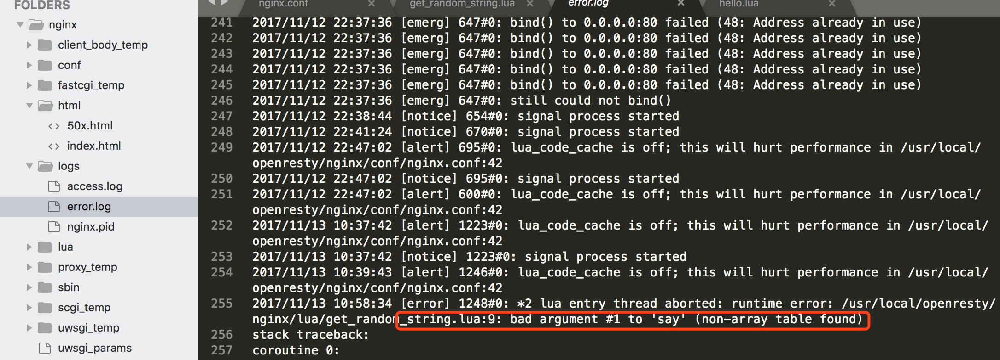 FOLDERS
nginx
client_body_temp
conf
fastcgi_temp
html
50x.html
index.html
logs
access.log
error.log
nginx.pid
lua
proxy_temp
sbin
scgi_temp
uwsgi_temp
uwsgi_params
nginx.conf
get_random_string.lua
error.log
hello.lua
241 2017/11/12 22:37:36 [emerg] 647#0: bind() to 0.0.0.0:80 failed (48: Address already in use)
242 2017/11/12 22:37:36 [emerg] 647#0: bind() to 0.0.0.0:80 failed (48: Address already in use)
243 2017/11/12 22:37:36 [emerg] 647#0: bind() to 0.0.0.0:80 failed (48: Address already in use)
244 2017/11/12 22:37:36 [emerg] 647#0: bind() to 0.0.0.0:80 failed (48: Address already in use)
245 2017/11/12 22:37:36 [emerg] 647#0: bind() to 0.0.0.0:80 failed (48: Address already in use)
246 2017/11/12 22:37:36 [emerg] 647#0: still could not bind()
247 2017/11/12 22:38:44 [notice] 654#0: signal process started
248 2017/11/12 22:41:24 [notice] 670#0: signal process started
249 2017/11/12 22:47:02 [alert] 695#0: lua_code_cache is off; this will hurt performance in /usr/local/
openresty/nginx/conf/nginx.conf:42
250 2017/11/12 22:47:02 [notice] 695#0: signal process started
251 2017/11/12 22:47:02 [alert] 600#0: lua_code_cache is off; this will hurt performance in /usr/local/
openresty/nginx/conf/nginx.conf:42
252 2017/11/13 10:37:42 [alert] 1223#0: lua_code_cache is off; this will hurt performance in /usr/local/
openresty/nginx/conf/nginx.conf:42
253 2017/11/13 10:37:42 [notice] 1223#0: signal process started
254 2017/11/13 10:39:43 [alert] 1246#0: lua_code_cache is off; this will hurt performance in /usr/local/
openresty/nginx/conf/nginx.conf:42
255 2017/11/13 10:58:34 [error] 1248#0: *2 lua entry thread aborted: runtime error: /usr/local/openresty/
nginx/lua/get_random_string.lua:9: bad argument #1 to 'say' (non-array table found)
256 stack traceback:
257 coroutine 0: